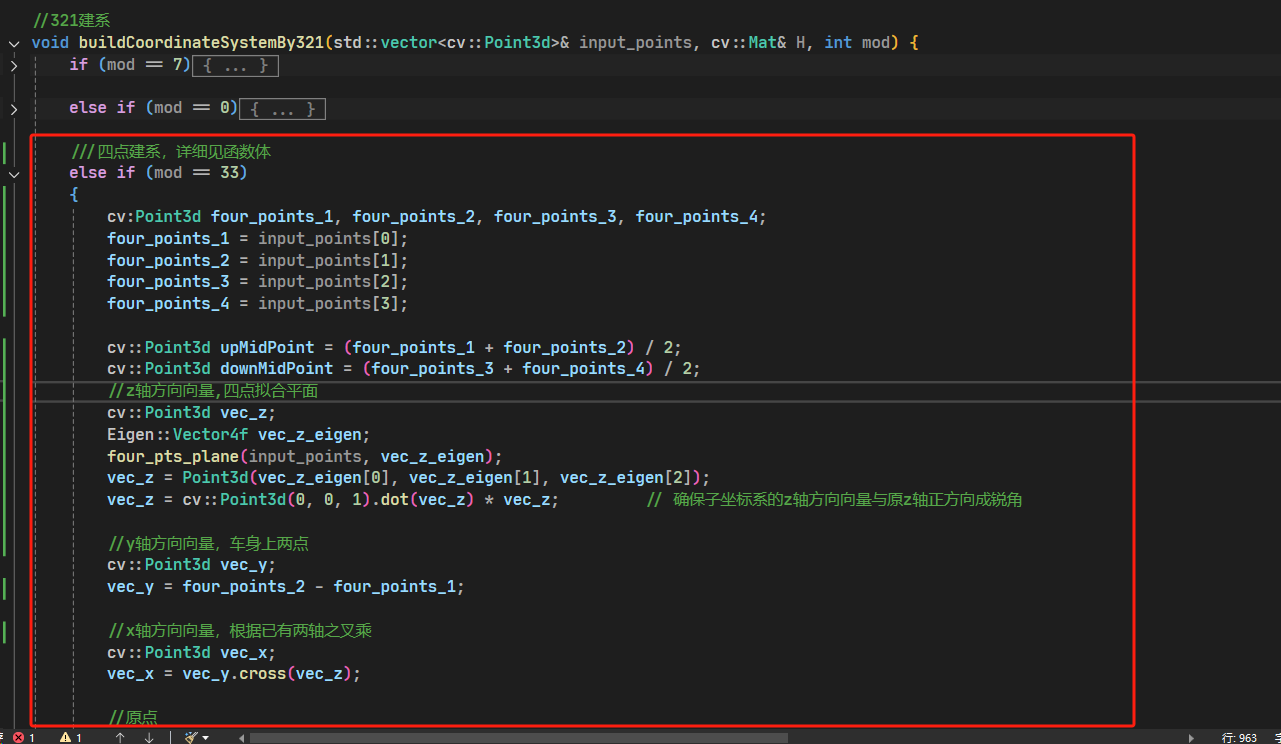 //321建系
void buildCoordinateSystemBy321(std::vector<cv::Point3d>& input_points, cv::Mat& H, int mod) {
if (mod == 7){ ... }
else if (mod == 0){ ... }
///四点建系，详细见函数体
else if (mod == 33)
{
cv:Point3d four_points_1, four_points_2, four_points_3, four_points_4;
four_points_1 = input_points[0];
four_points_2 = input_points[1];
four_points_3 = input_points[2];
four_points_4 = input_points[3];
cv::Point3d upMidPoint = (four_points_1 + four_points_2) / 2;
cv::Point3d downMidPoint = (four_points_3 + four_points_4) / 2;
//z轴方向向量,四点拟合平面
cv::Point3d vec_z;
Eigen::Vector4f vec_z_eigen;
four_pts_plane(input_points, vec_z_eigen);
vec_z = Point3d(vec_z_eigen[0], vec_z_eigen[1], vec_z_eigen[2]);
vec_z = cv::Point3d(0, 0, 1).dot(vec_z) * vec_z; // 确保子坐标系的z轴方向向量与原z轴正方向成锐角
//y轴方向向量，车身上两点
cv::Point3d vec_y;
vec_y = four_points_2 - four_points_1;
//x轴方向向量，根据已有两轴之叉乘
cv::Point3d vec_x;
vec_x = vec_y.cross(vec_z);
//原点
1 1 行: 963